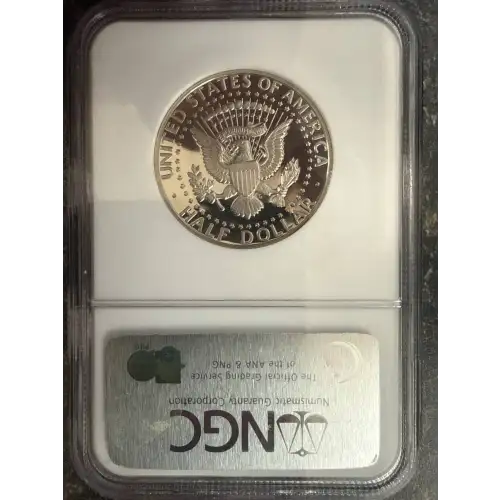 UNITED STATES OF AMERICA
HALF DOLLAR
NGC
Numismatic Guaranty Corporation
The Official Grading Service
of the ANA & PNG